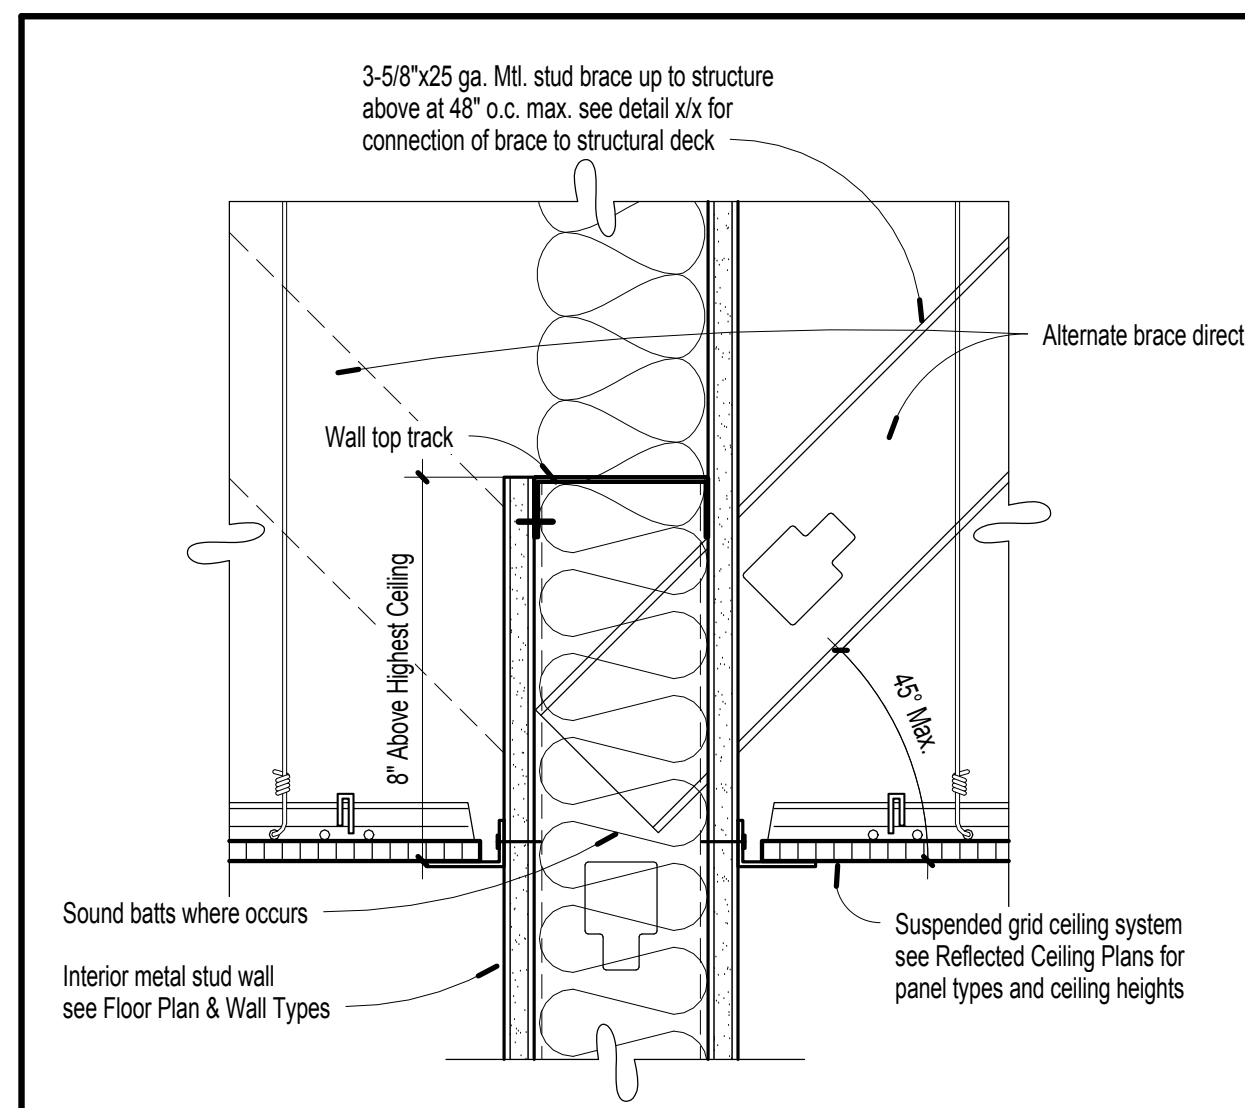 3-5/8"x25 ga. Mtl. stud brace up to structure
above at 48" o.c. max. see detail x/x for
connection of brace to structural deck
Alternate brace direct
Wall top track
8" Above Highest Ceiling
45° Max.
Sound batts where occurs
Interior metal stud wall
see Floor Plan & Wall Types
Suspended grid ceiling system
see Reflected Ceiling Plans for
panel types and ceiling heights